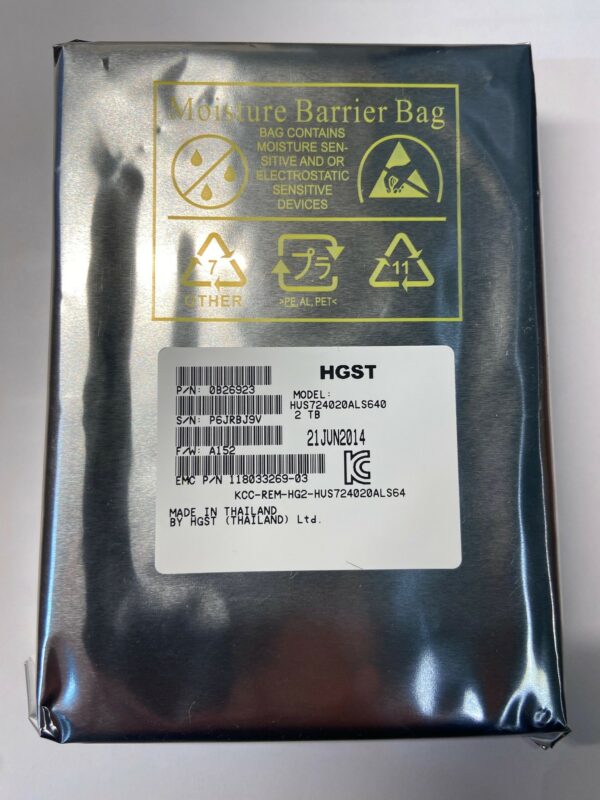 Moisture Barrier Bag
BAG CONTAINS
MOISTURE SEN-
SITIVE AND OR
ELECTROSTATIC
SENSITIVE
DEVICES
7
OTHER
プラ
>PE, AL, PET<
11
HGST
P/N: 0B26923
MODEL:
HUS724020ALS640
2 TB
S/N: P6JRBJ9V
21JUN2014
F/W: A152
EMC P/N 118033269-03
KCC-REM-HG2-HUS724020ALS64
MADE IN THAILAND
BY HGST (THAILAND) Ltd.